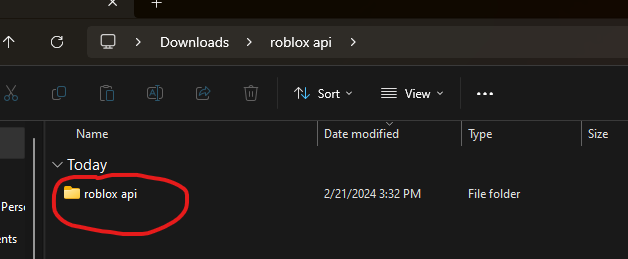 Downloads > roblox api >
Sort View ...
Name Date modified Type Size
Today
roblox api 2/21/2024 3:32 PM File folder
Perso
ents